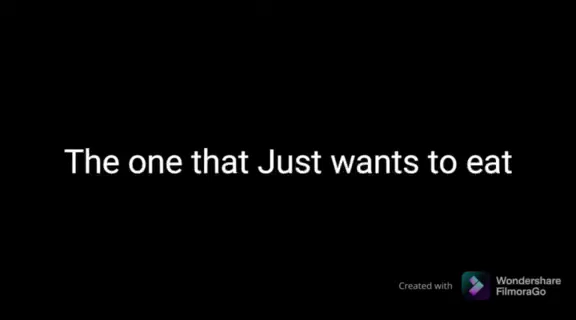 The one that Just wants to eat
Created with
Wondershare
FilmoraGo